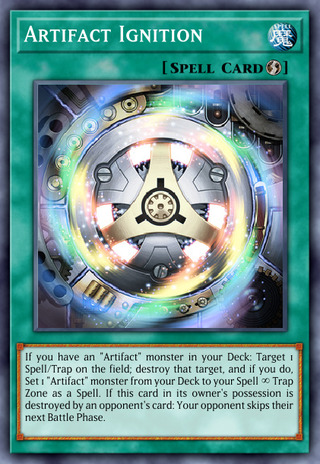 Artifact Ignition
魔
[Spell Card]
If you have an "Artifact" monster in your Deck: Target 1
Spell/Trap on the field; destroy that target, and if you do,
Set 1 "Artifact" monster from your Deck to your Spell ∞ Trap
Zone as a Spell. If this card in its owner's possession is
destroyed by an opponent's card: Your opponent skips their
next Battle Phase.